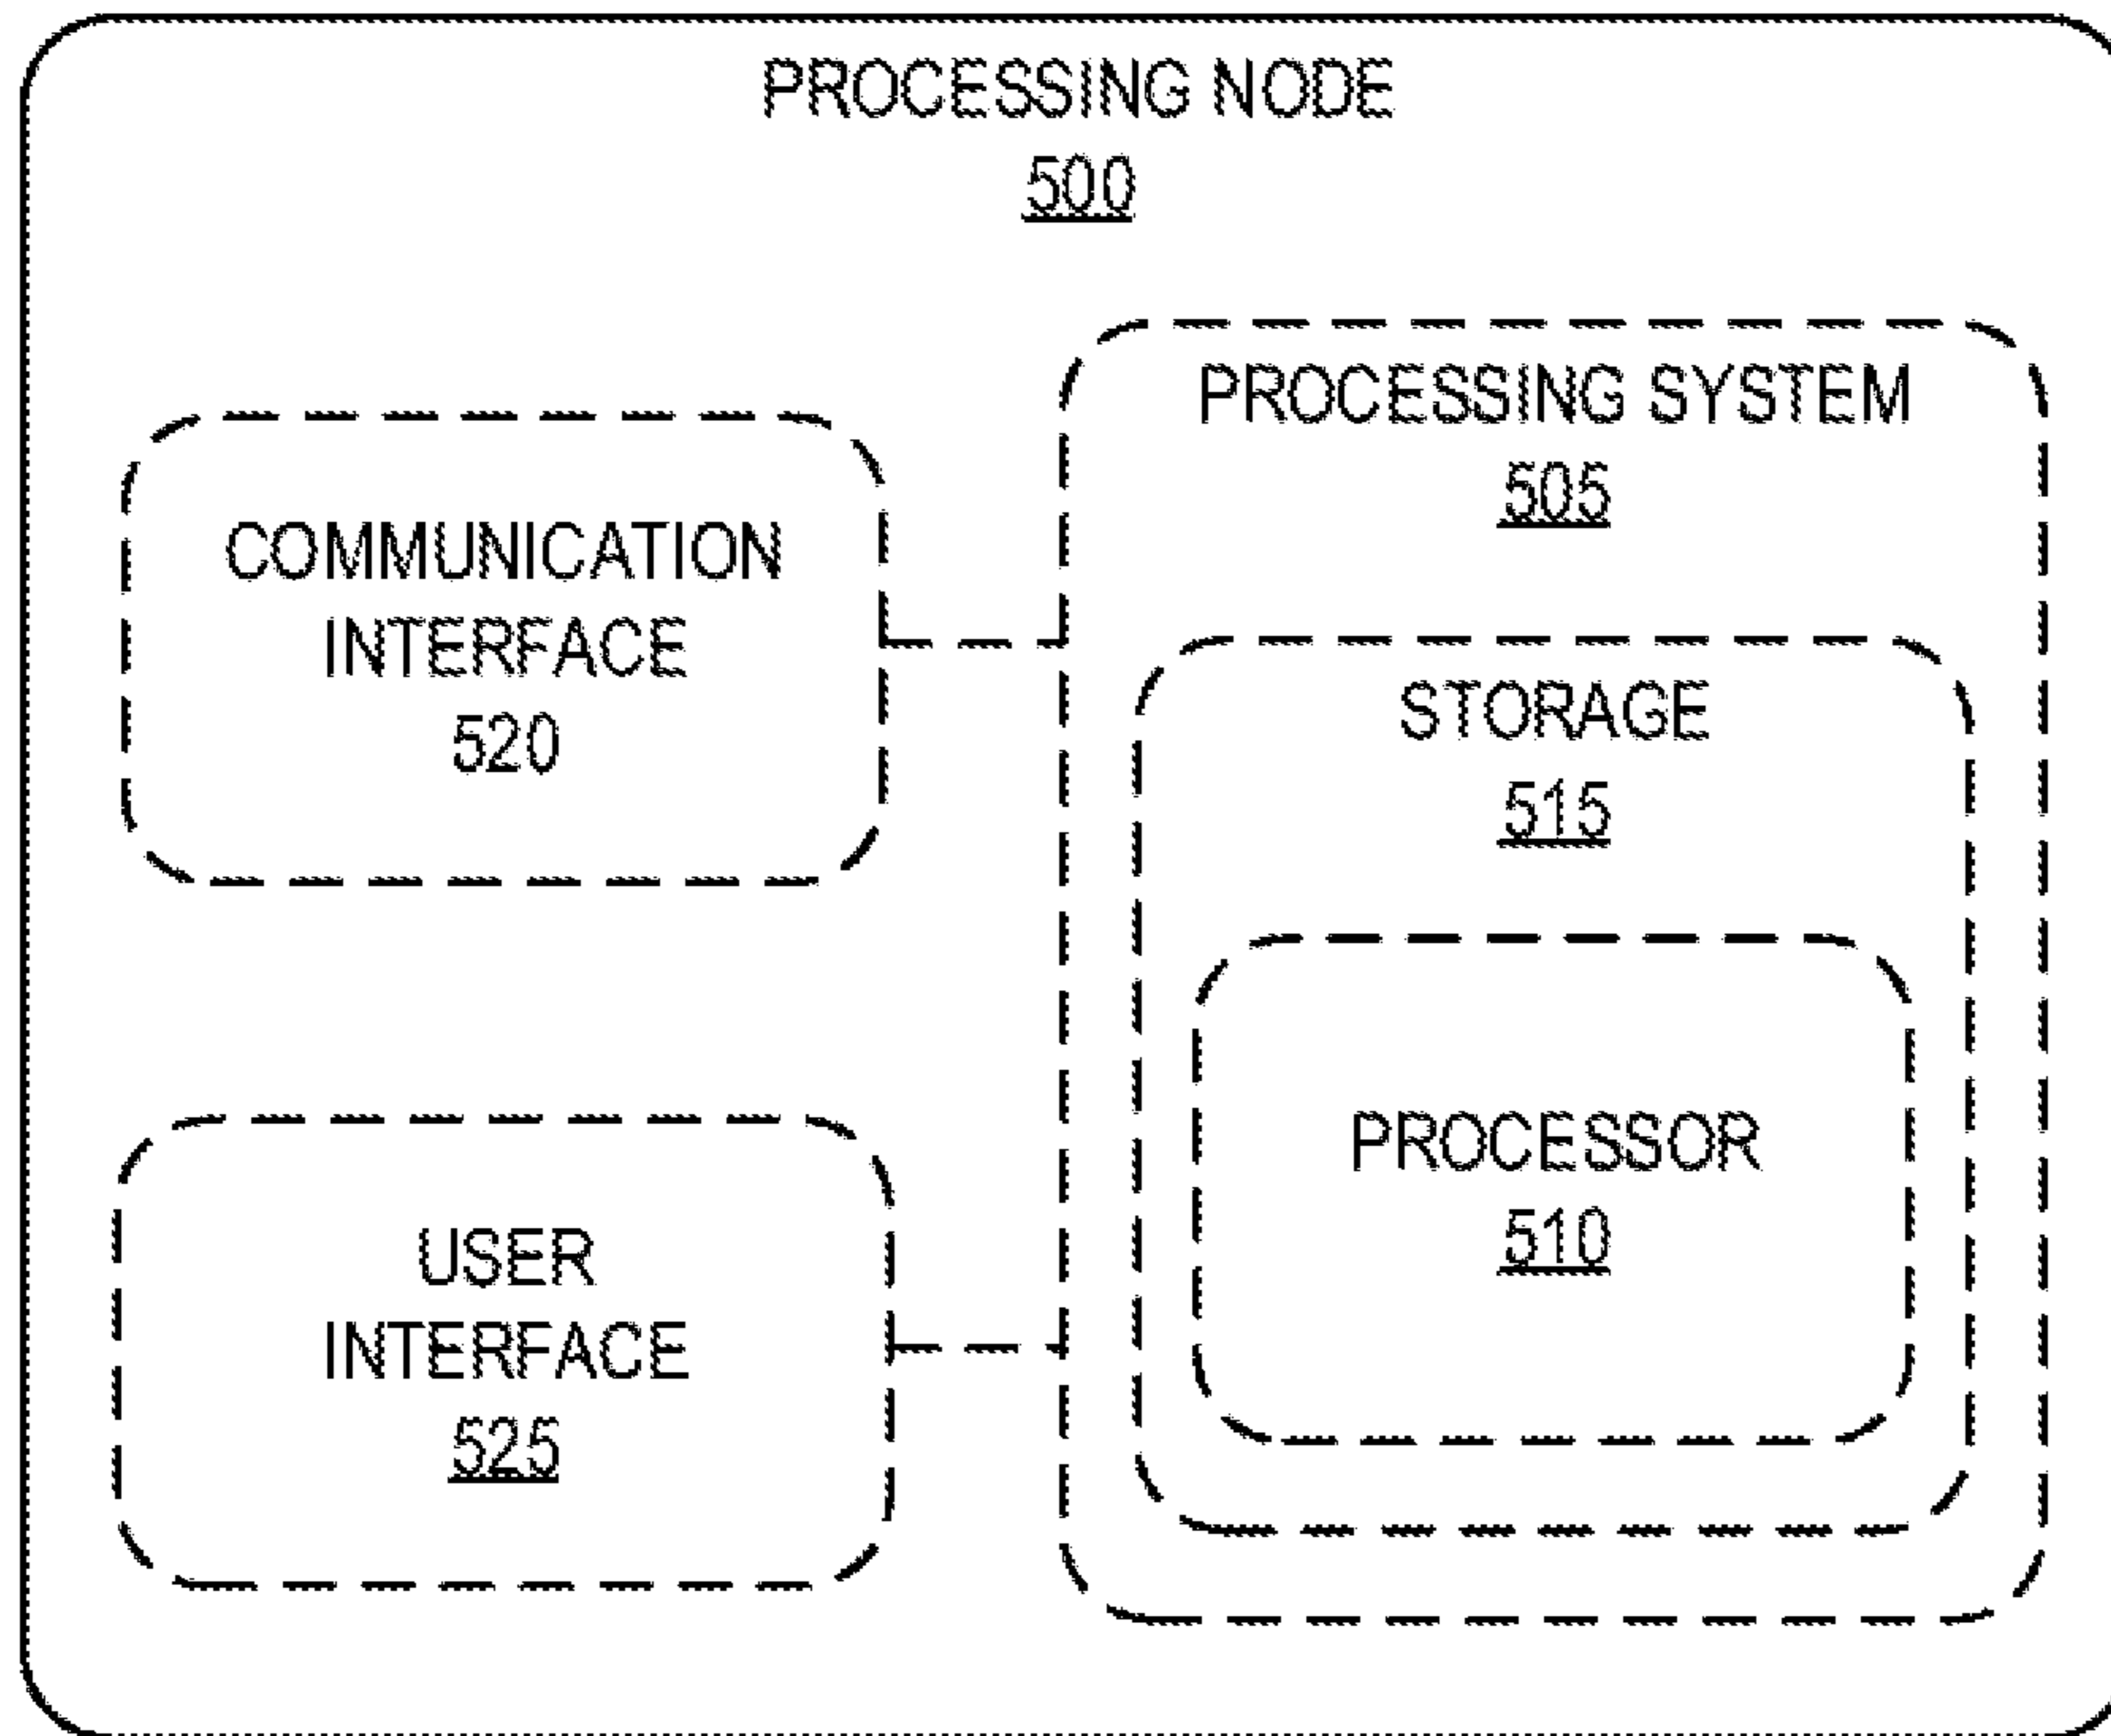 PROCESSING NODE
500
PROCESSING SYSTEM
505
COMMUNICATION
INTERFACE
520
STORAGE
515
PROCESSOR
510
USER
INTERFACE
525